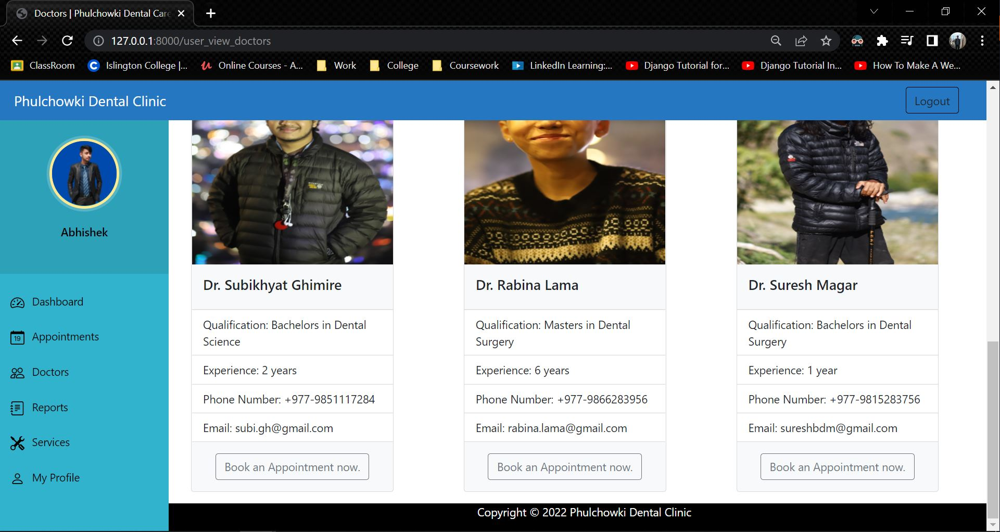 Doctors | Phulchowki Dental Care
127.0.0.1:8000/user_view_doctors
ClassRoom
Islington College |...
Online Courses - A...
Work
College
Coursework
LinkedIn Learning:...
Django Tutorial for...
Django Tutorial In...
How To Make A We...
Phulchowki Dental Clinic
Logout
Abhishek
Dashboard
19
Appointments
Doctors
Reports
Services
My Profile
Dr. Subikhyat Ghimire
Qualification: Bachelors in Dental
Science
Experience: 2 years
Phone Number: +977-9851117284
Email: subi.gh@gmail.com
Book an Appointment now.
Dr. Rabina Lama
Qualification: Masters in Dental
Surgery
Experience: 6 years
Phone Number: +977-9866283956
Email: rabina.lama@gmail.com
Book an Appointment now.
Dr. Suresh Magar
Qualification: Bachelors in Dental
Surgery
Experience: 1 year
Phone Number: +977-9815283756
Email: sureshbdm@gmail.com
Book an Appointment now.
Copyright © 2022 Phulchowki Dental Clinic